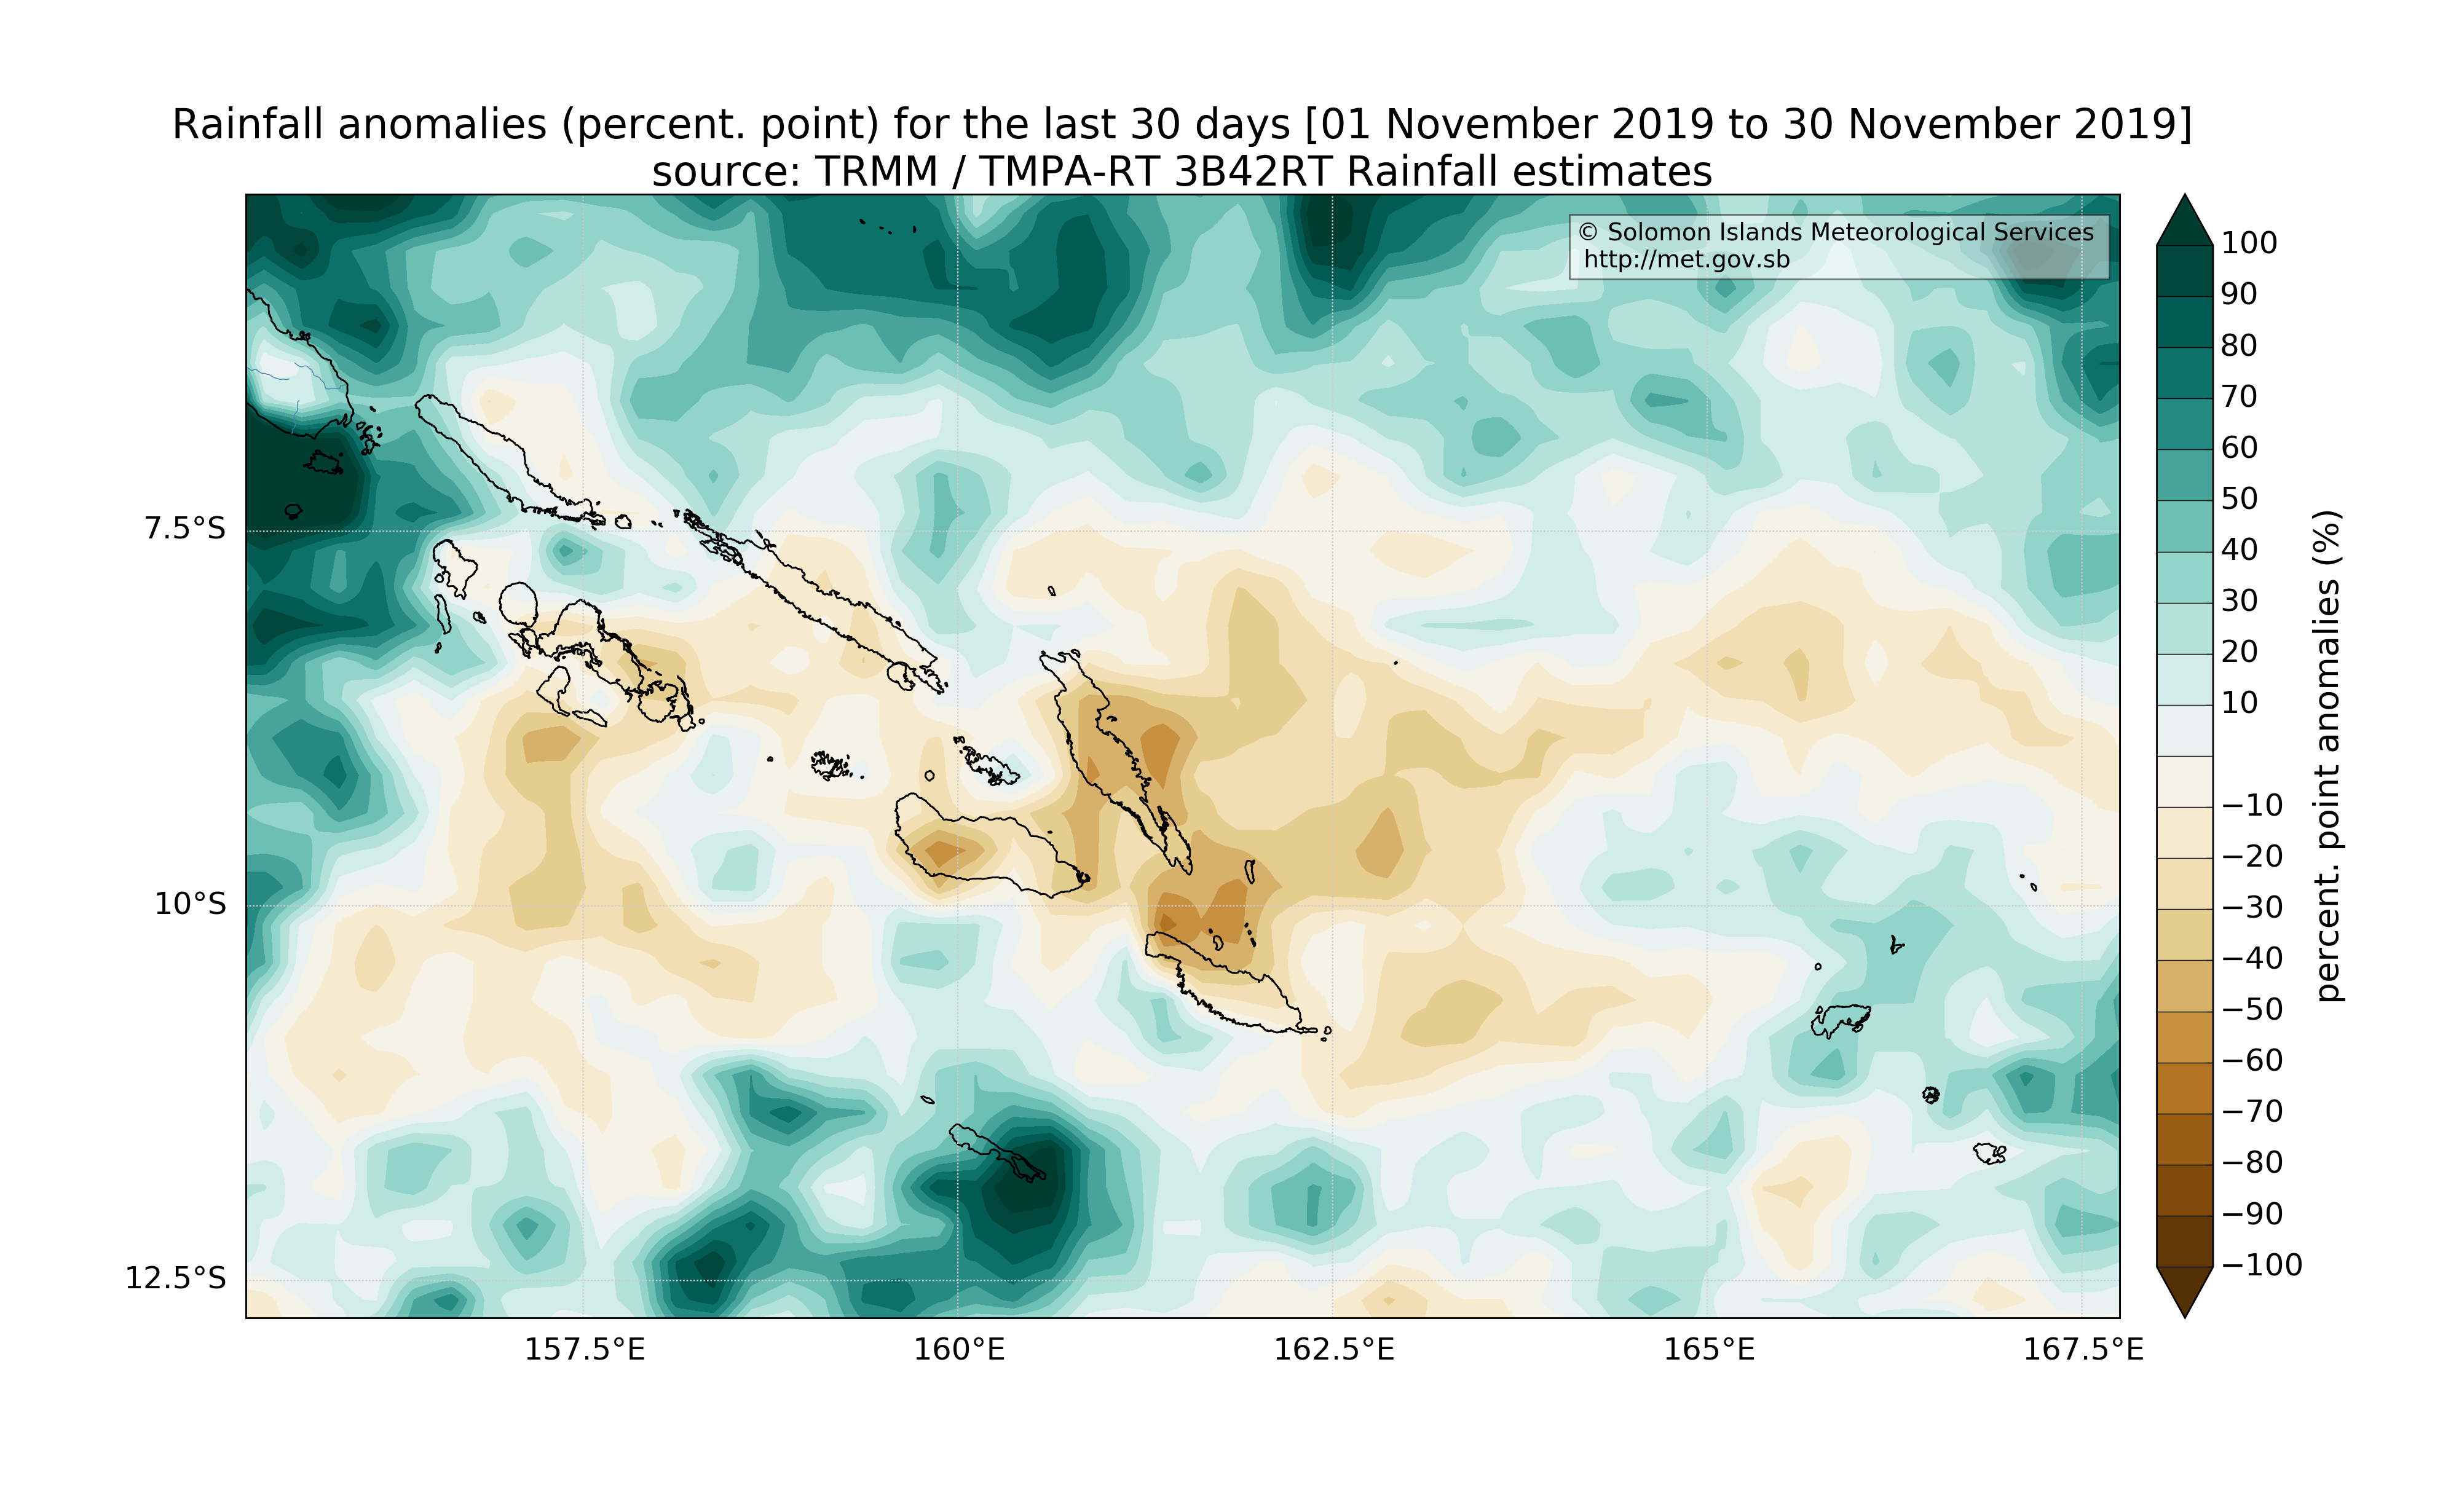 Rainfall anomalies (percent. point) for the last 30 days [01 November 2019 to 30 November 2019]
source: TRMM / TMPA-RT 3B42RT Rainfall estimates
© Solomon Islands Meteorological Services
http://met.gov.sb
7.5°S
10°S
12.5°S
157.5°E
160°E
162.5°E
165°E
167.5°E
100
90
80
70
60
50
40
30
20
10
−10
−20
−30
−40
−50
−60
−70
−80
−90
−100
percent. point anomalies (%)